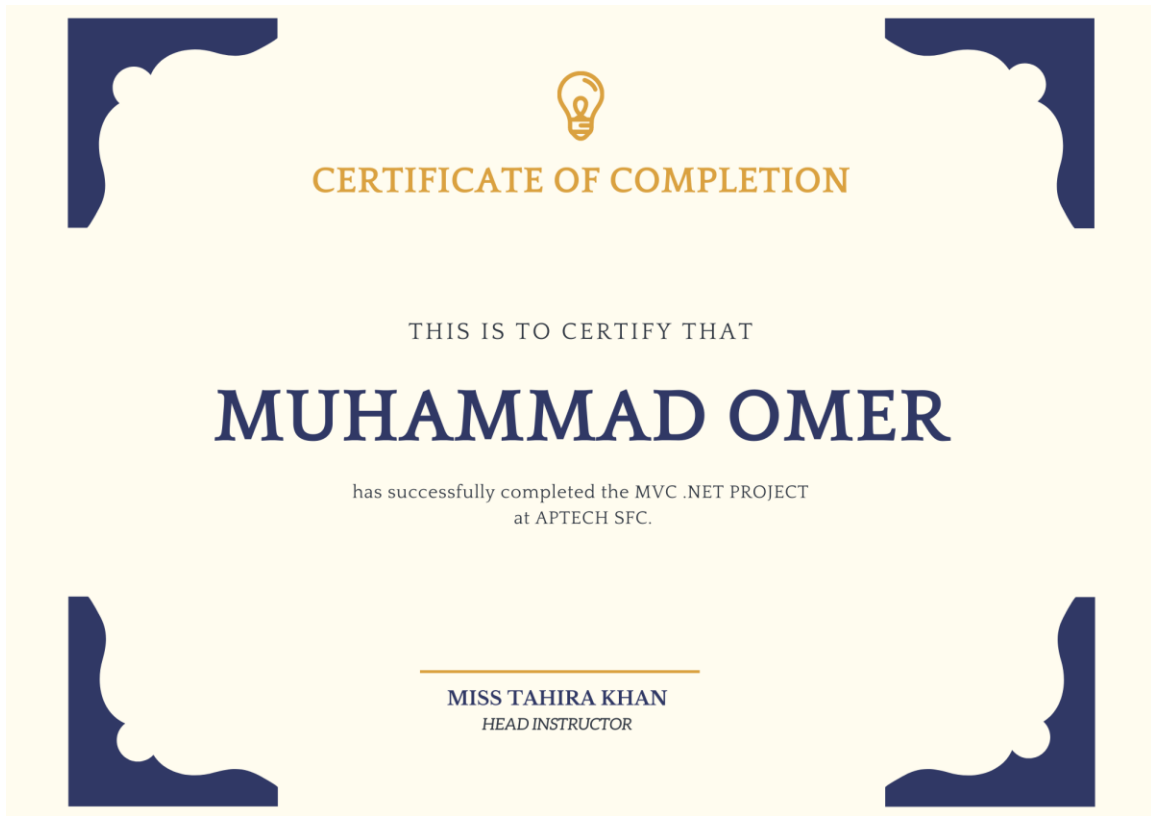 CERTIFICATE OF COMPLETION
THIS IS TO CERTIFY THAT
MUHAMMAD OMER
has successfully completed the MVC .NET PROJECT
at APTECH SFC.
MISS TAHIRA KHAN
HEAD INSTRUCTOR